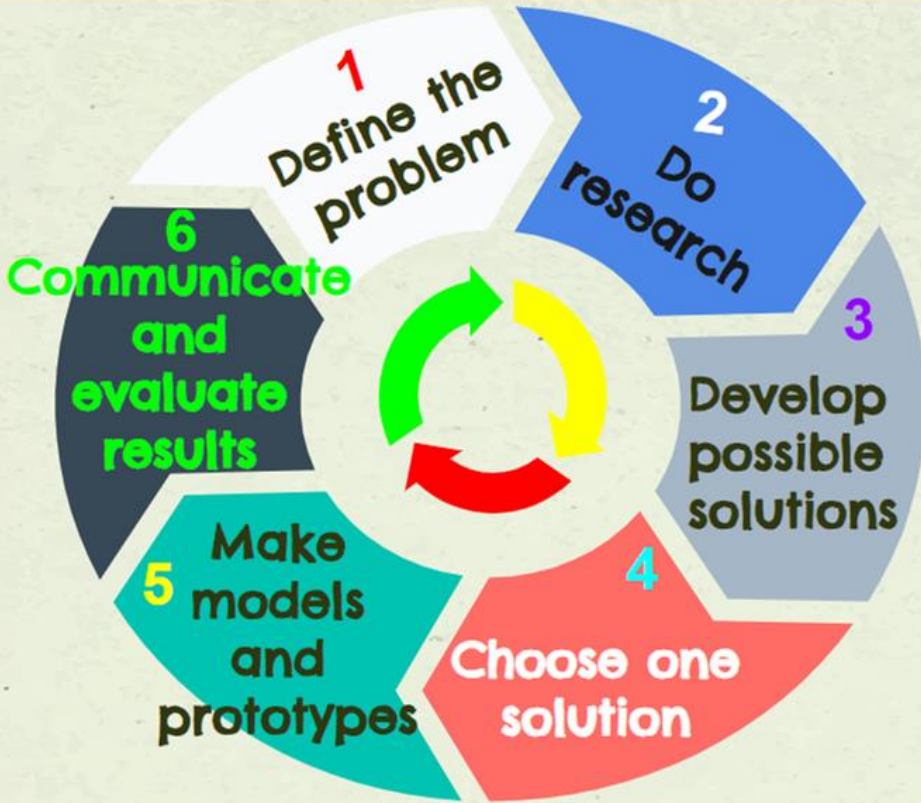 1
Define the
problem
2
Do
research
3
Develop
possible
solutions
4
Choose one
solution
5
Make
models
and
prototypes
6
Communicate
and
evaluate
results